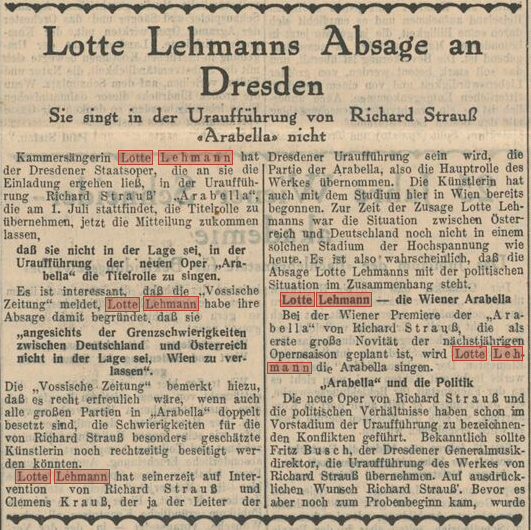 Lotte Lehmanns Absage an
Dresden
Sie singt in der Uraufführung von Richard Strauß
«Arabella» nicht
Kammersängerin Lotte Lehmann hat
der Dresdener Staatsoper, die an sie die
Einladung ergehen ließ, in der Urauffüh-
rung Richard Strauß' „Arabella",
die am 1. Juli stattfindet, die Titelrolle zu
übernehmen, jetzt die Mitteilung zukommen
lassen,
daß sie nicht in der Lage sei, in der
Uraufführung der neuen Oper „Ara-
bella" die Titelrolle zu singen.
Es ist interessant, daß die „Vossische
Zeitung" meldet, Lotte Lehmann habe ihre
Absage damit begründet, daß sie
„angesichts der Grenzschwierigkeiten
zwischen Deutschland und Österreich
nicht in der Lage sei, Wien zu ver-
lassen".
Die „Vossische Zeitung" bemerkt hiezu,
daß es recht erfreulich wäre, wenn auch
alle großen Partien in „Arabella" doppelt
besetzt sind, die Schwierigkeiten für die
von Richard Strauß besonders geschätzte
Künstlerin noch rechtzeitig beseitigt wer-
den könnten.
Lotte Lehmann hat seinerzeit auf Inter-
vention von Richard Strauß und
Clemens Krauß, der ja der Leiter der
Dresdener Uraufführung sein wird, die
Partie der Arabella, also die Hauptrolle des
Werkes übernommen. Die Künstlerin hat
auch mit dem Studium hier in Wien bereits
begonnen. Zur Zeit der Zusage Lotte Leh-
manns war die Situation zwischen Öster-
reich und Deutschland noch nicht in einem
solchen Stadium der Hochspannung wie
heute. Es ist also wahrscheinlich, daß die
Absage Lotte Lehmanns mit der politischen
Situation im Zusammenhang steht.
Lotte Lehmann — die Wiener Arabella
Bei der Wiener Premiere der „Ara-
bella" von Richard Strauß, die als
erste große Novität der nächstjährigen
Opernsaison geplant ist, wird Lotte Leh-
mann die Arabella singen.
„Arabella" und die Politik
Die neue Oper von Richard Strauß und
die politischen Verhältnisse haben schon im
Vorstadium der Uraufführung zu bezeichnen-
den Konflikten geführt. Bekanntlich sollte
Fritz Busch, der Dresdener Generalmusik-
direktor, die Uraufführung des Werkes von
Richard Strauß übernehmen. Auf ausdrück-
lichen Wunsch Richard Strauß'. Bevor es
aber noch zum Probenbeginn kam, wurde